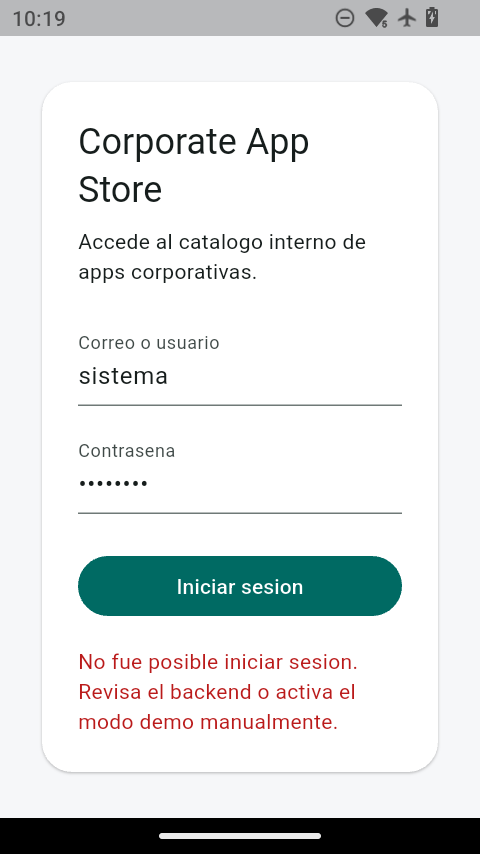 10:19
Corporate App
Store
Accede al catalogo interno de
apps corporativas.
Correo o usuario
sistema
Contrasena
••••••••
Iniciar sesion
No fue posible iniciar sesion.
Revisa el backend o activa el
modo demo manualmente.